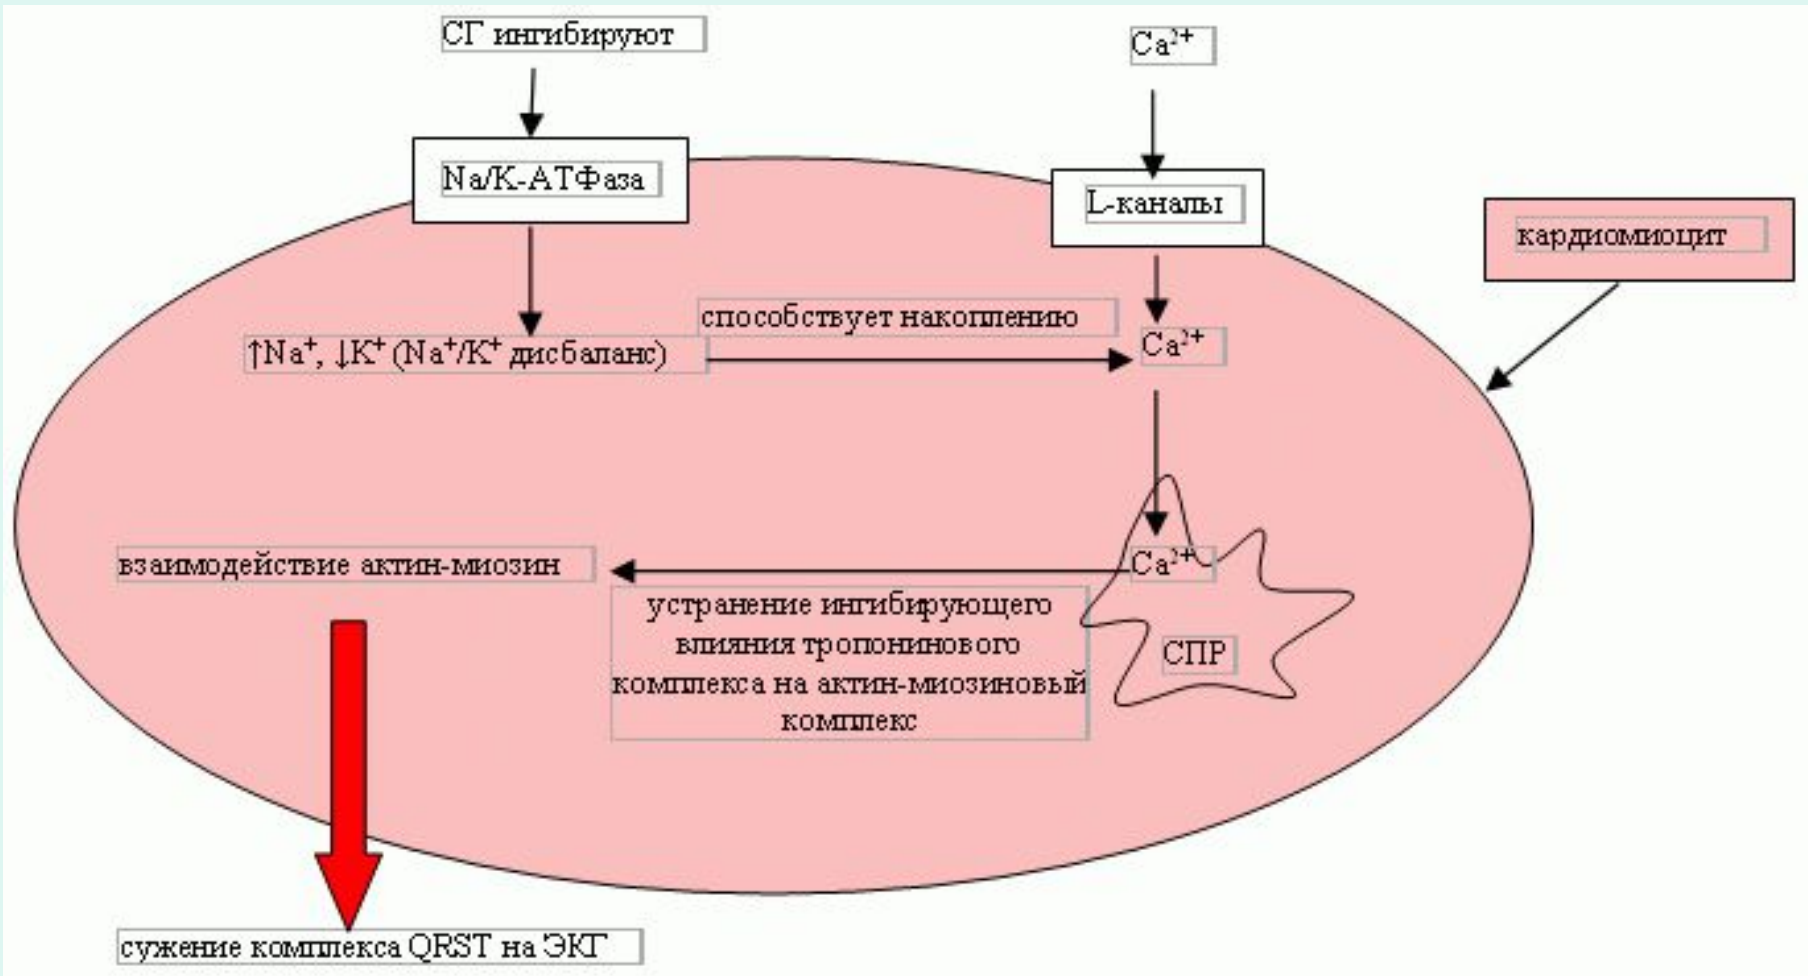 СГ ингибируют
Ca²⁺
Na/K-АТФаза
L-каналы
кардиомиоцит
способствует накоплению
↑Na⁺, ↓K⁺ (Na⁺/K⁺ дисбаланс)
Ca²⁺
взаимодействие актин-миозин
Ca²⁺
устранение ингибирующего
влияния тропонинового
комплекса на актин-миозиновый
комплекс
СПР
сужение комплекса QRST на ЭКГ